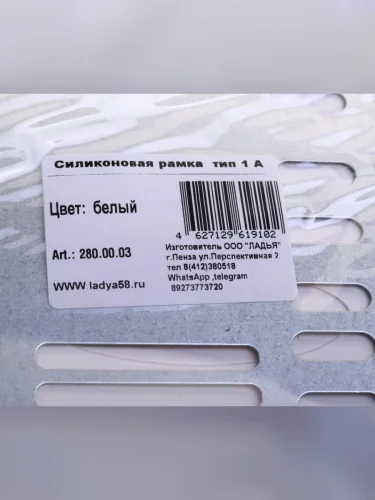 Силиконовая рамка тип 1 А
Цвет: белый
4 627129 619102
Art.: 280.00.03
Изготовитель ООО "ЛАДЬЯ"
г.Пенза ул.Перспективная 2
тел 8(412)380518
WhatsApp ,telegram
89273773720
www.ladya58.ru